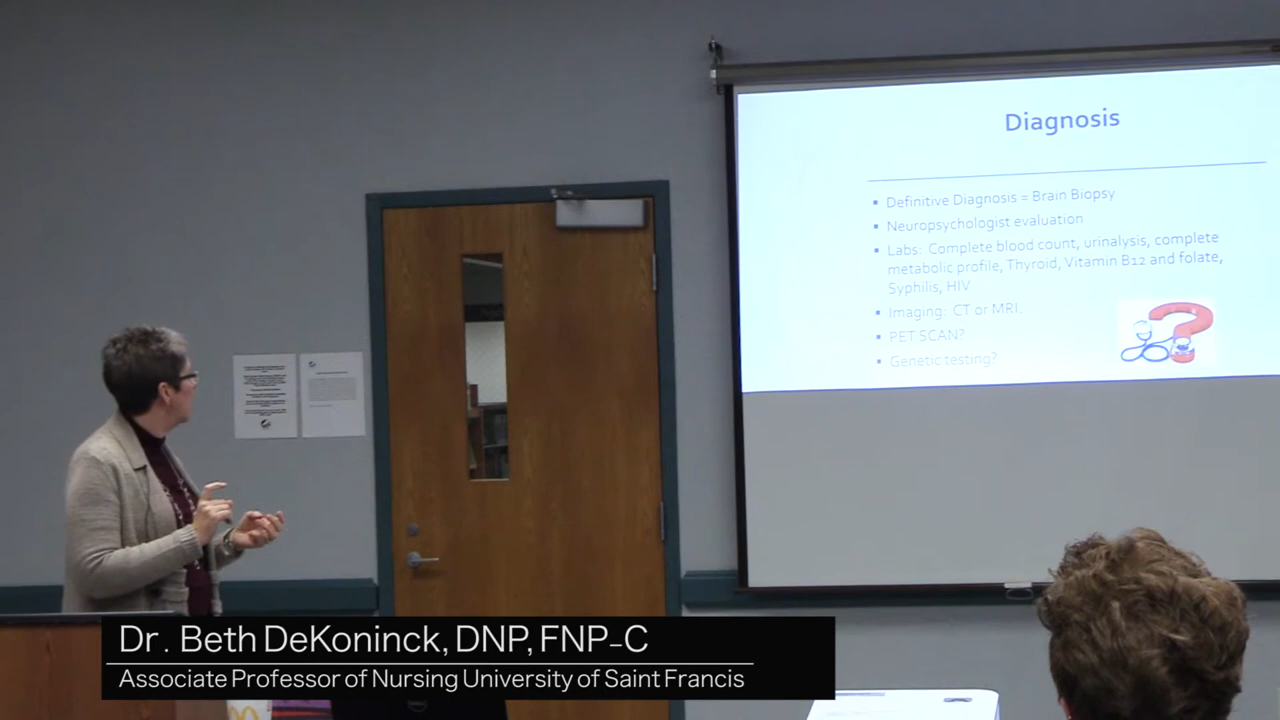 Diagnosis
▪ Definitive Diagnosis = Brain Biopsy
▪ Neuropsychologist evaluation
▪ Labs: Complete blood count, urinalysis, complete
metabolic profile, Thyroid, Vitamin B12 and folate,
Syphilis, HIV
▪ Imaging: CT or MRI.
▪ PET SCAN?
▪ Genetic testing?
Dr. Beth DeKoninck, DNP, FNP-C
Associate Professor of Nursing University of Saint Francis